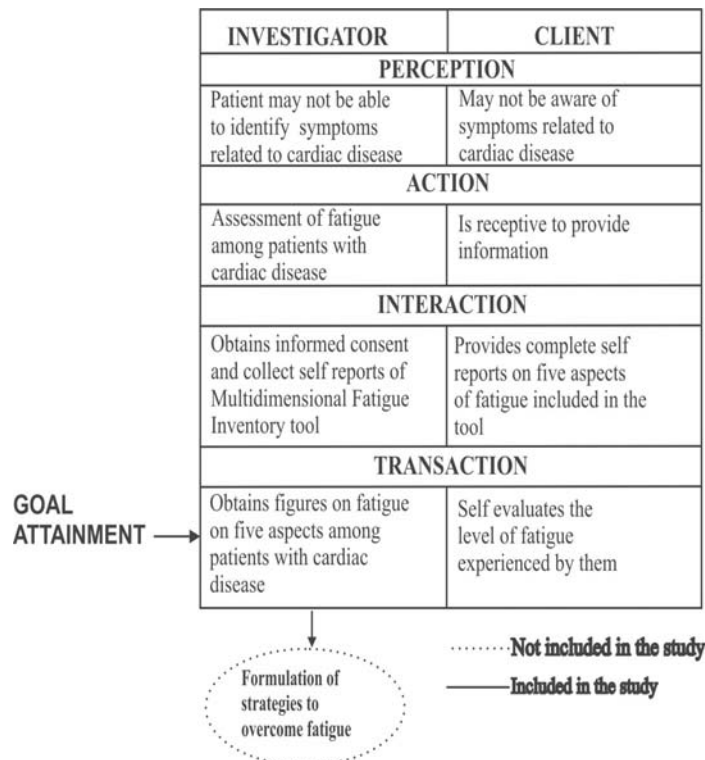 INVESTIGATOR
CLIENT
PERCEPTION
Patient may not be able
to identify symptoms
related to cardiac disease
May not be aware of
symptoms related to
cardiac disease
ACTION
Assessment of fatigue
among patients with
cardiac disease
Is receptive to provide
information
INTERACTION
Obtains informed consent
and collect self reports of
Multidimensional Fatigue
Inventory tool
Provides complete self
reports on five aspects
of fatigue included in the
tool
TRANSACTION
GOAL
ATTAINMENT
Obtains figures on fatigue
on five aspects among
patients with cardiac
disease
Self evaluates the
level of fatigue
experienced by them
Formulation of
strategies to
overcome fatigue
Not included in the study
Included in the study